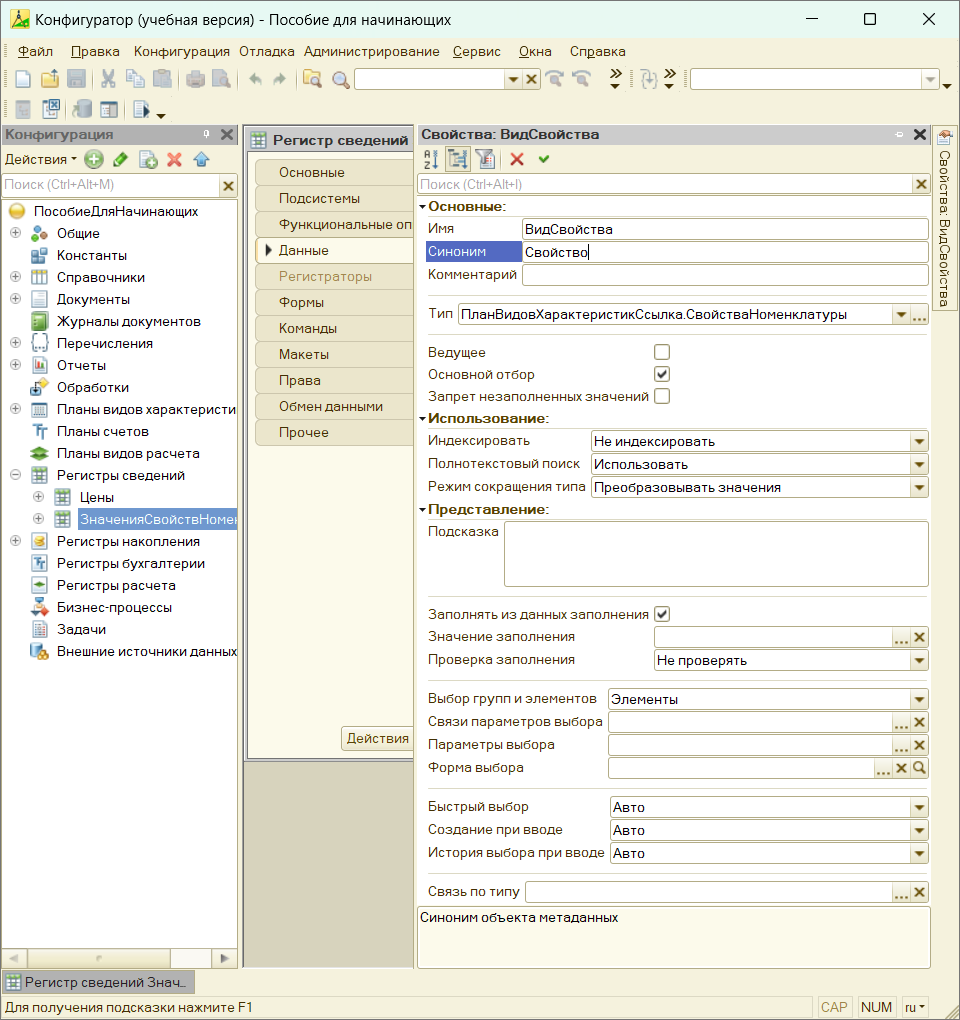 Конфигуратор (учебная версия) - Пособие для начинающих
Файл Правка Конфигурация Отладка Администрирование Сервис Окна Справка
Конфигурация
Действия
Поиск (Ctrl+Alt+M)
ПособиеДляНачинающих
Общие
Константы
Справочники
Документы
Журналы документов
Перечисления
Отчеты
Обработки
Планы видов характеристи
Планы счетов
Планы видов расчета
Регистры сведений
Цены
ЗначенияСвойствНомен
Регистры накопления
Регистры бухгалтерии
Регистры расчета
Бизнес-процессы
Задачи
Внешние источники данных
Регистр сведений
Основные
Подсистемы
Функциональные оп
Данные
Регистраторы
Формы
Команды
Макеты
Права
Обмен данными
Прочее
Действия
Свойства: ВидСвойства
Поиск (Ctrl+Alt+I)
Основные:
Имя ВидСвойства
Синоним Свойство
Комментарий
Тип ПланВидовХарактеристикСсылка.СвойстваНоменклатуры ...
Ведущее
Основной отбор
Запрет незаполненных значений
Использование:
Индексировать Не индексировать
Полнотекстовый поиск Использовать
Режим сокращения типа Преобразовывать значения
Представление:
Подсказка
Заполнять из данных заполнения
Значение заполнения ...
Проверка заполнения Не проверять
Выбор групп и элементов Элементы
Связи параметров выбора ...
Параметры выбора ...
Форма выбора ...
Быстрый выбор Авто
Создание при вводе Авто
История выбора при вводе Авто
Связь по типу ...
Синоним объекта метаданных
Свойства: ВидСвойства
Регистр сведений Знач...
Для получения подсказки нажмите F1
CAP NUM ru